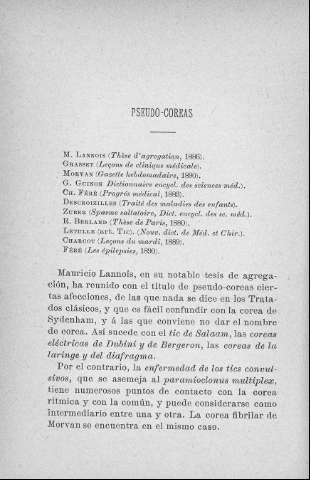 PSEUDO-COREAS
M. LANNOIS (Thèse d'agregation, 1886).
GRASSET (Leçons de clinique médicale).
MORVAN (Gazette hebdomadaire, 1890).
G. GUINON Dictionnaire encycl. des sciences méd.).
CH. FÉRÉ (Progrès médical, 1883).
DESCROIZILLES (Traité des maladies des enfants).
ZUBER (Spasme saltatoire, Dict. encycl. des sc. méd.).
R. BERLAND (Thèse de Paris, 1880).
LETULLE (art. TIC). (Nouv. dict. de Méd. et Chir.).
CHARCOT (Leçons du mardi, 1889).
FÉRÉ (Les épilepsies, 1890).
Mauricio Lannois, en su notable tesis de agrega-
ción, ha reunido con el título de pseudo-coreas cier-
tas afecciones, de las que nada se dice en los Trata-
dos clásicos, y que es fácil confundir con la corea de
Sydenham, y á las que conviene no dar el nombre
de corea. Así sucede con el tic de Salaam, las coreas
eléctricas de Dubini y de Bergeron, las coreas de la
laringe y del diafragma.
Por el contrario, la enfermedad de los tics convul-
sivos, que se asemeja al paramioclonus multiplex,
tiene numerosos puntos de contacto con la corea
rítmica y con la común, y puede considerarse como
intermediario entre una y otra. La corea fibrilar de
Morvan se encuentra en el mismo caso.